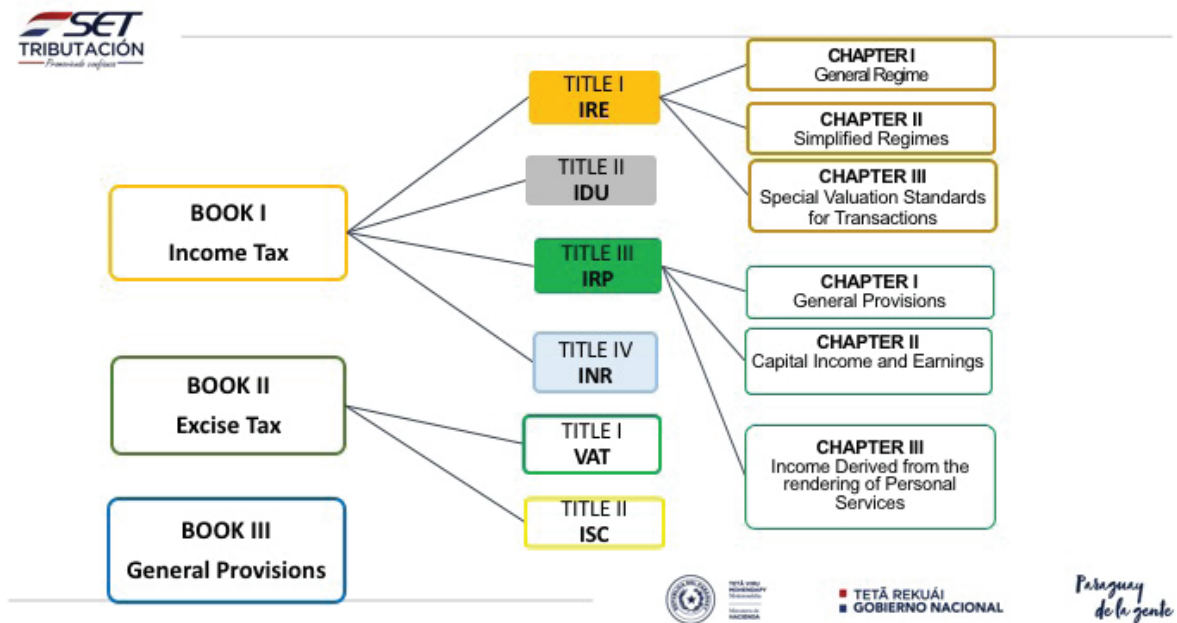 SET
TRIBUTACIÓN
Promoviendo confianza
BOOK I
Income Tax
BOOK II
Excise Tax
BOOK III
General Provisions
TITLE I
IRE
TITLE II
IDU
TITLE III
IRP
TITLE IV
INR
TITLE I
VAT
TITLE II
ISC
CHAPTER I
General Regime
CHAPTER II
Simplified Regimes
CHAPTER III
Special Valuation Standards
for Transactions
CHAPTER I
General Provisions
CHAPTER II
Capital Income and Earnings
CHAPTER III
Income Derived from the
rendering of Personal
Services
TETÃ REKUÁI
GOBIERNO NACIONAL
Paraguay
de la gente